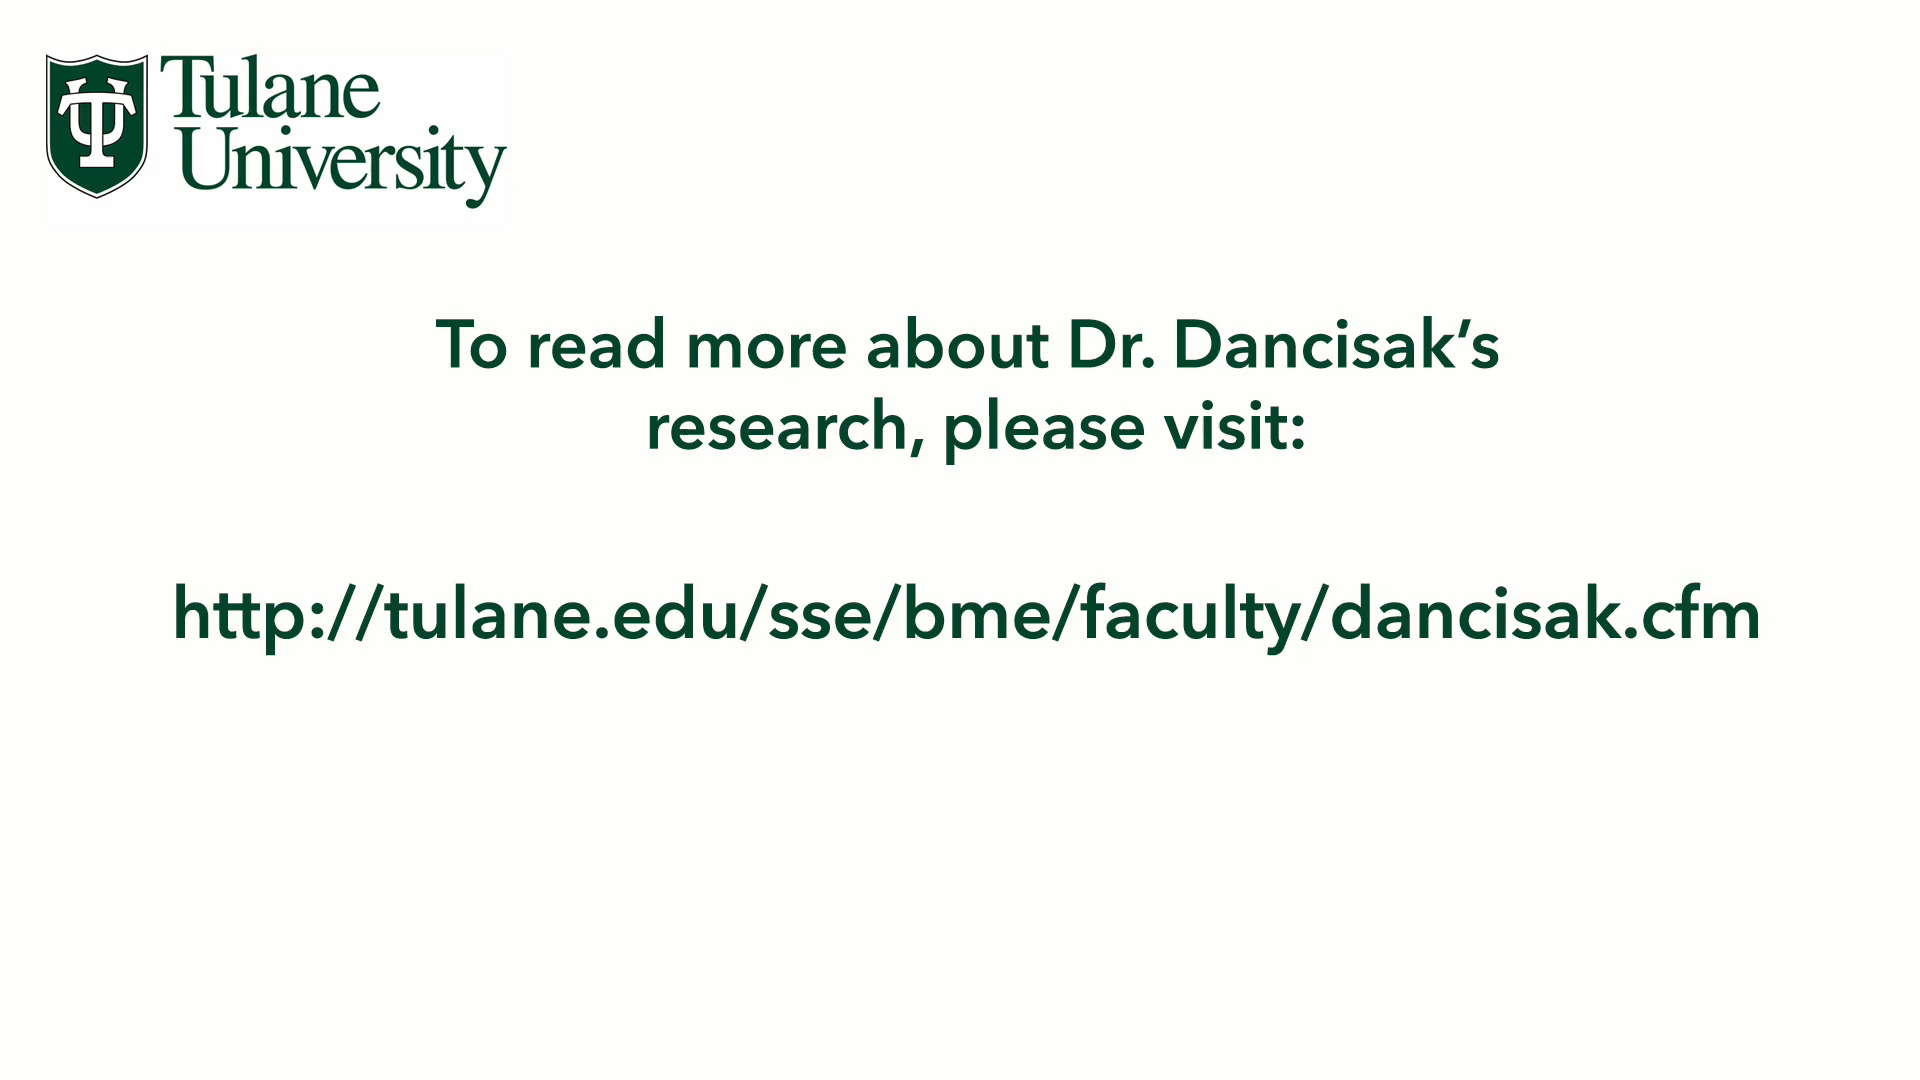 Tulane
University
To read more about Dr. Dancisak’s
research, please visit:
http://tulane.edu/sse/bme/faculty/dancisak.cfm